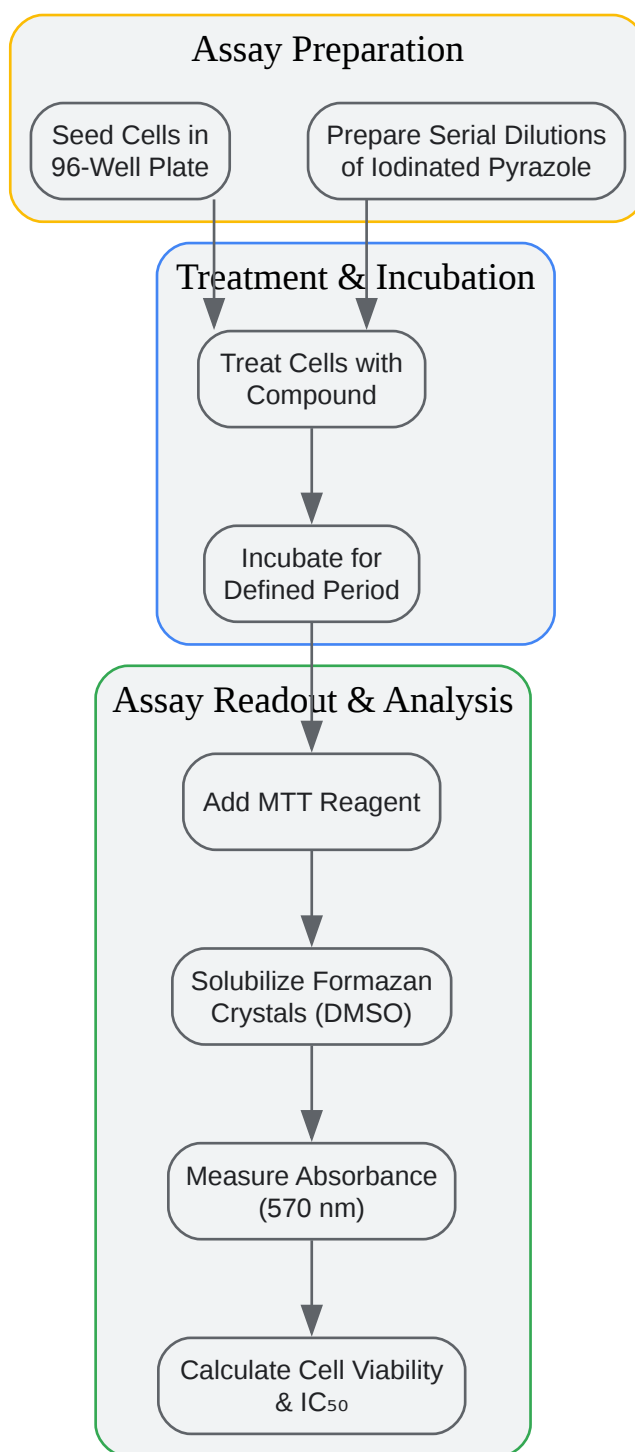 Assay Preparation
Seed Cells in
96-Well Plate
Prepare Serial Dilutions
of Iodinated Pyrazole
Treatment & Incubation
Treat Cells with
Compound
Incubate for
Defined Period
Assay Readout & Analysis
Add MTT Reagent
Solubilize Formazan
Crystals (DMSO)
Measure Absorbance
(570 nm)
Calculate Cell Viability
& IC₅₀